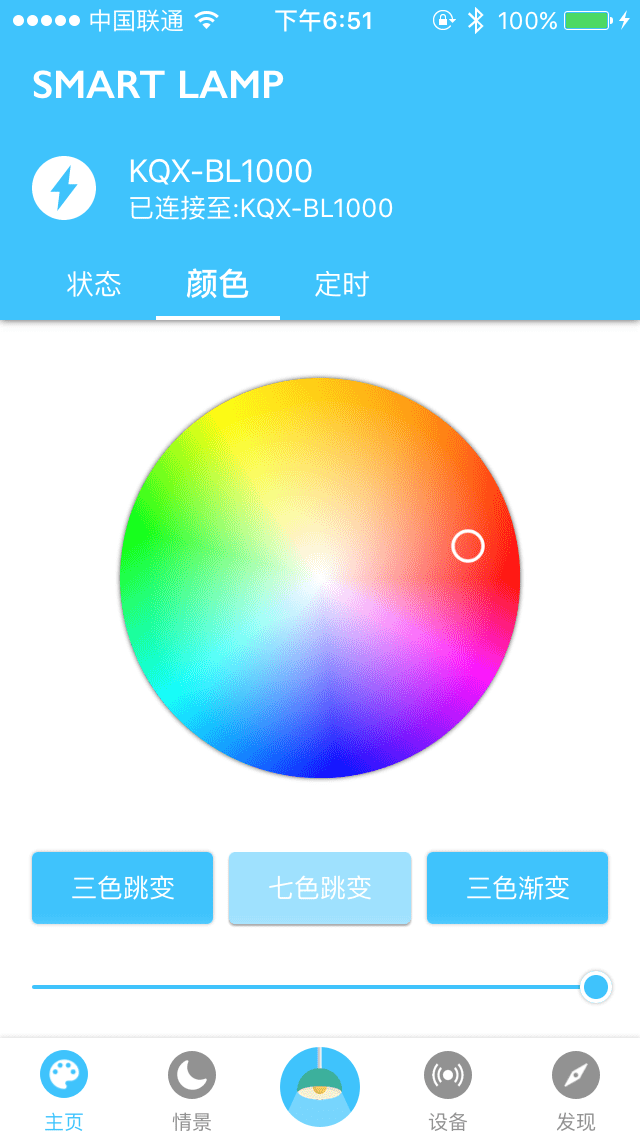 中国联通 下午6:51 100%
SMART LAMP
KQX-BL1000
已连接至:KQX-BL1000
状态 颜色 定时
三色跳变 七色跳变 三色渐变
主页 情景 设备 发现